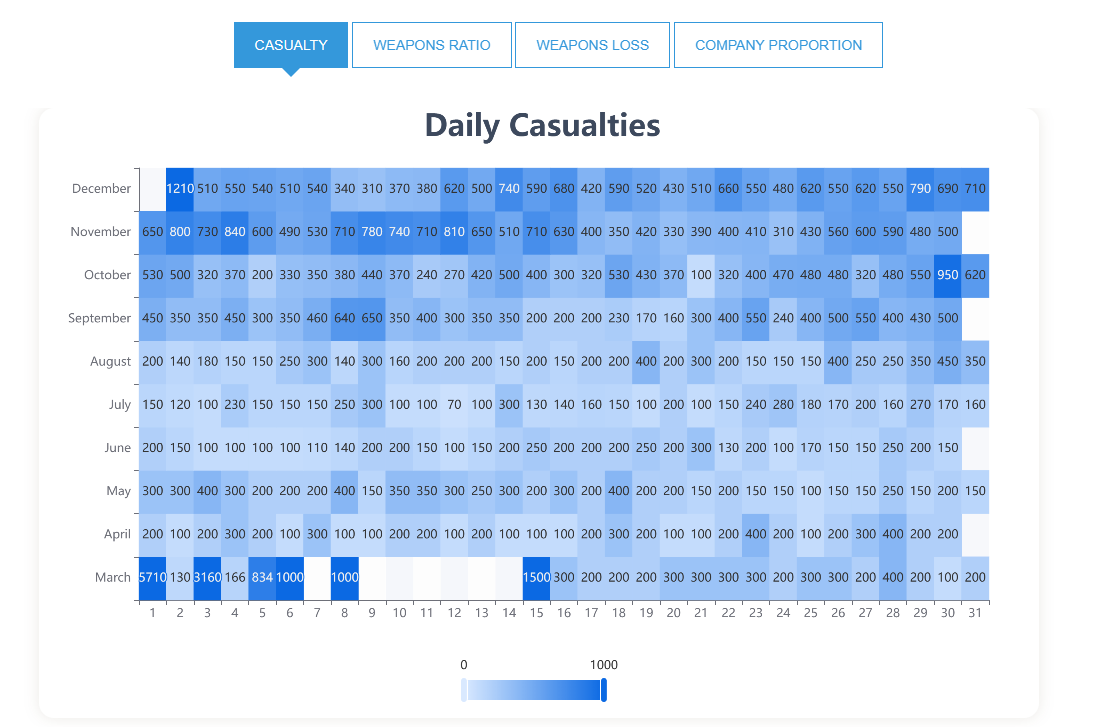 CASUALTY WEAPONS RATIO WEAPONS LOSS COMPANY PROPORTION
Daily Casualties
December 1210 510 550 540 510 540 340 310 370 380 620 500 740 590 680 420 590 520 430 510 660 550 480 620 550 620 550 790 690 710
November 650 800 730 840 600 490 530 710 780 740 710 810 650 510 710 630 400 350 420 330 390 400 410 310 430 560 600 590 480 500
October 530 500 320 370 200 330 350 380 440 370 240 270 420 500 400 300 320 530 430 370 100 320 400 470 480 480 320 480 550 950 620
September 450 350 350 450 300 350 460 640 650 350 400 300 350 350 200 200 200 230 170 160 300 400 550 240 400 500 550 400 430 500
August 200 140 180 150 150 250 300 140 300 160 200 200 200 150 200 150 200 200 400 200 300 200 150 150 150 400 250 250 350 450 350
July 150 120 100 230 150 150 150 250 300 100 100 70 100 300 130 140 160 150 100 200 100 150 240 280 180 170 200 160 270 170 160
June 200 150 100 100 100 100 110 140 200 200 150 100 150 200 250 200 200 200 250 200 300 130 200 100 170 150 150 250 200 150
May 300 300 400 300 200 200 200 400 150 350 350 300 250 300 200 300 200 400 200 200 150 200 150 150 100 150 150 250 150 200 150
April 200 100 200 300 200 100 300 100 100 200 200 100 200 100 100 100 200 300 200 100 100 200 400 200 100 200 300 400 200 200
March 5710 130 3160 166 834 1000 1000 1500 300 200 200 200 300 300 300 300 200 300 300 200 400 200 100 200
1 2 3 4 5 6 7 8 9 10 11 12 13 14 15 16 17 18 19 20 21 22 23 24 25 26 27 28 29 30 31
0 1000